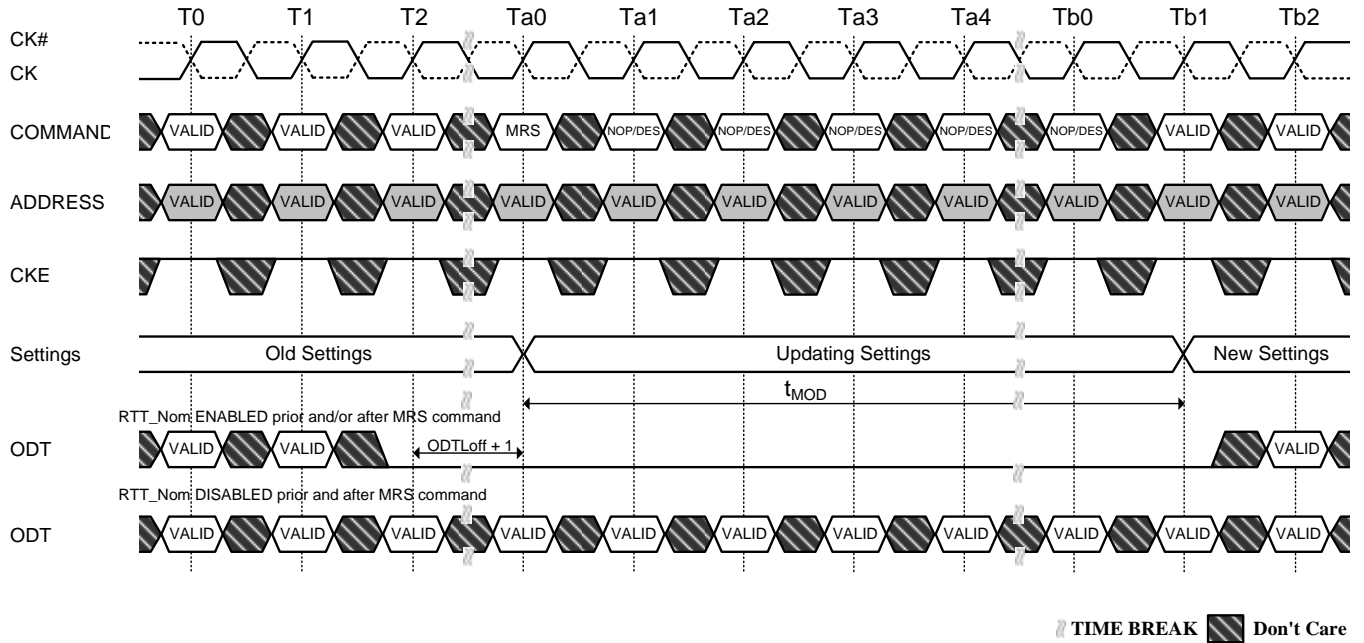 T0 T1 T2 Ta0 Ta1 Ta2 Ta3 Ta4 Tb0 Tb1 Tb2
CK#
CK
COMMAND VALID VALID VALID MRS NOP/DES NOP/DES NOP/DES NOP/DES NOP/DES VALID VALID
ADDRESS VALID VALID VALID VALID VALID VALID VALID VALID VALID VALID VALID
CKE
Settings Old Settings Updating Settings New Settings
tMOD
RTT_Nom ENABLED prior and/or after MRS command
ODT VALID VALID ODTLoff + 1 VALID
RTT_Nom DISABLED prior and after MRS command
ODT VALID VALID VALID VALID VALID VALID VALID VALID VALID VALID VALID
TIME BREAK Don't Care